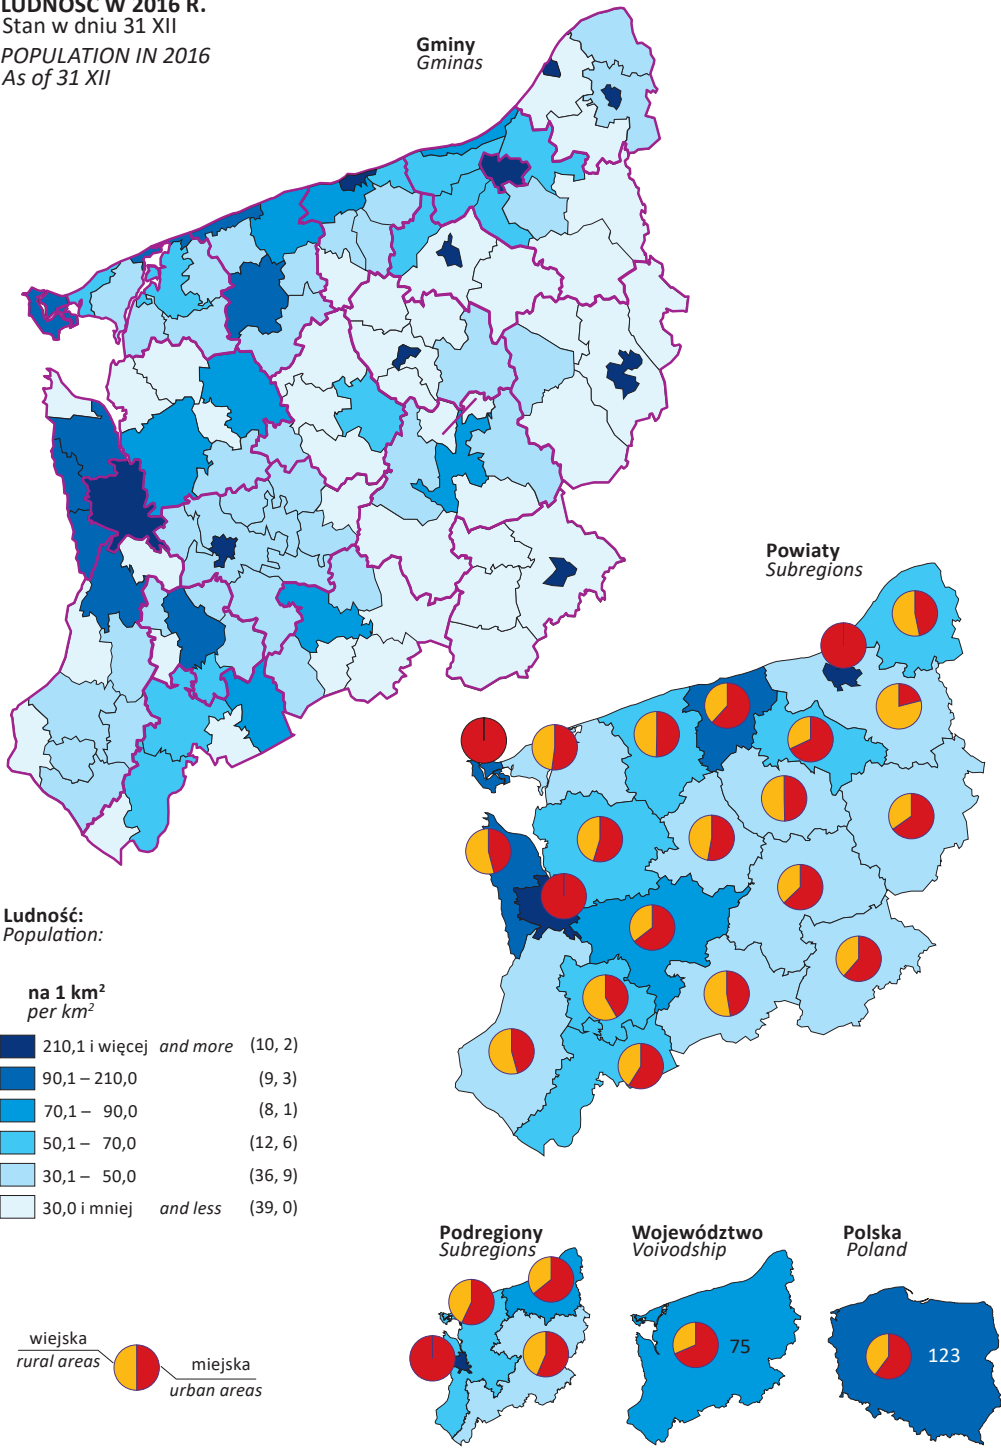 LUDNOŚĆ W 2016 R.
Stan w dniu 31 XII
POPULATION IN 2016
As of 31 XII
Gminy
Gminas
Powiaty
Subregions
Ludność:
Population:
na 1 km²
per km²
210,1 i więcej and more (10, 2)
90,1 – 210,0 (9, 3)
70,1 – 90,0 (8, 1)
50,1 – 70,0 (12, 6)
30,1 – 50,0 (36, 9)
30,0 i mniej and less (39, 0)
wiejska
rural areas
miejska
urban areas
Podregiony
Subregions
Województwo
Voivodship
75
Polska
Poland
123